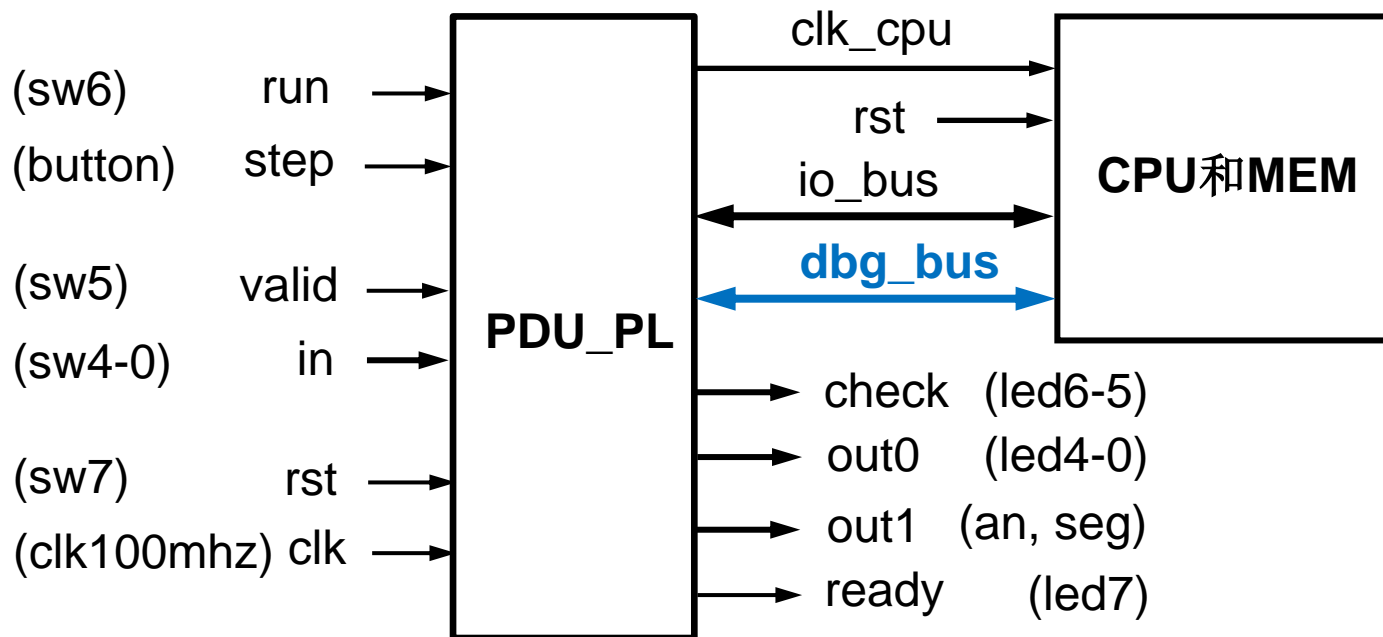 (sw6) run
(button) step
(sw5) valid
(sw4-0) in
(sw7) rst
(clk100mhz) clk
PDU_PL
clk_cpu
rst
io_bus
dbg_bus
CPU和MEM
check (led6-5)
out0 (led4-0)
out1 (an, seg)
ready (led7)